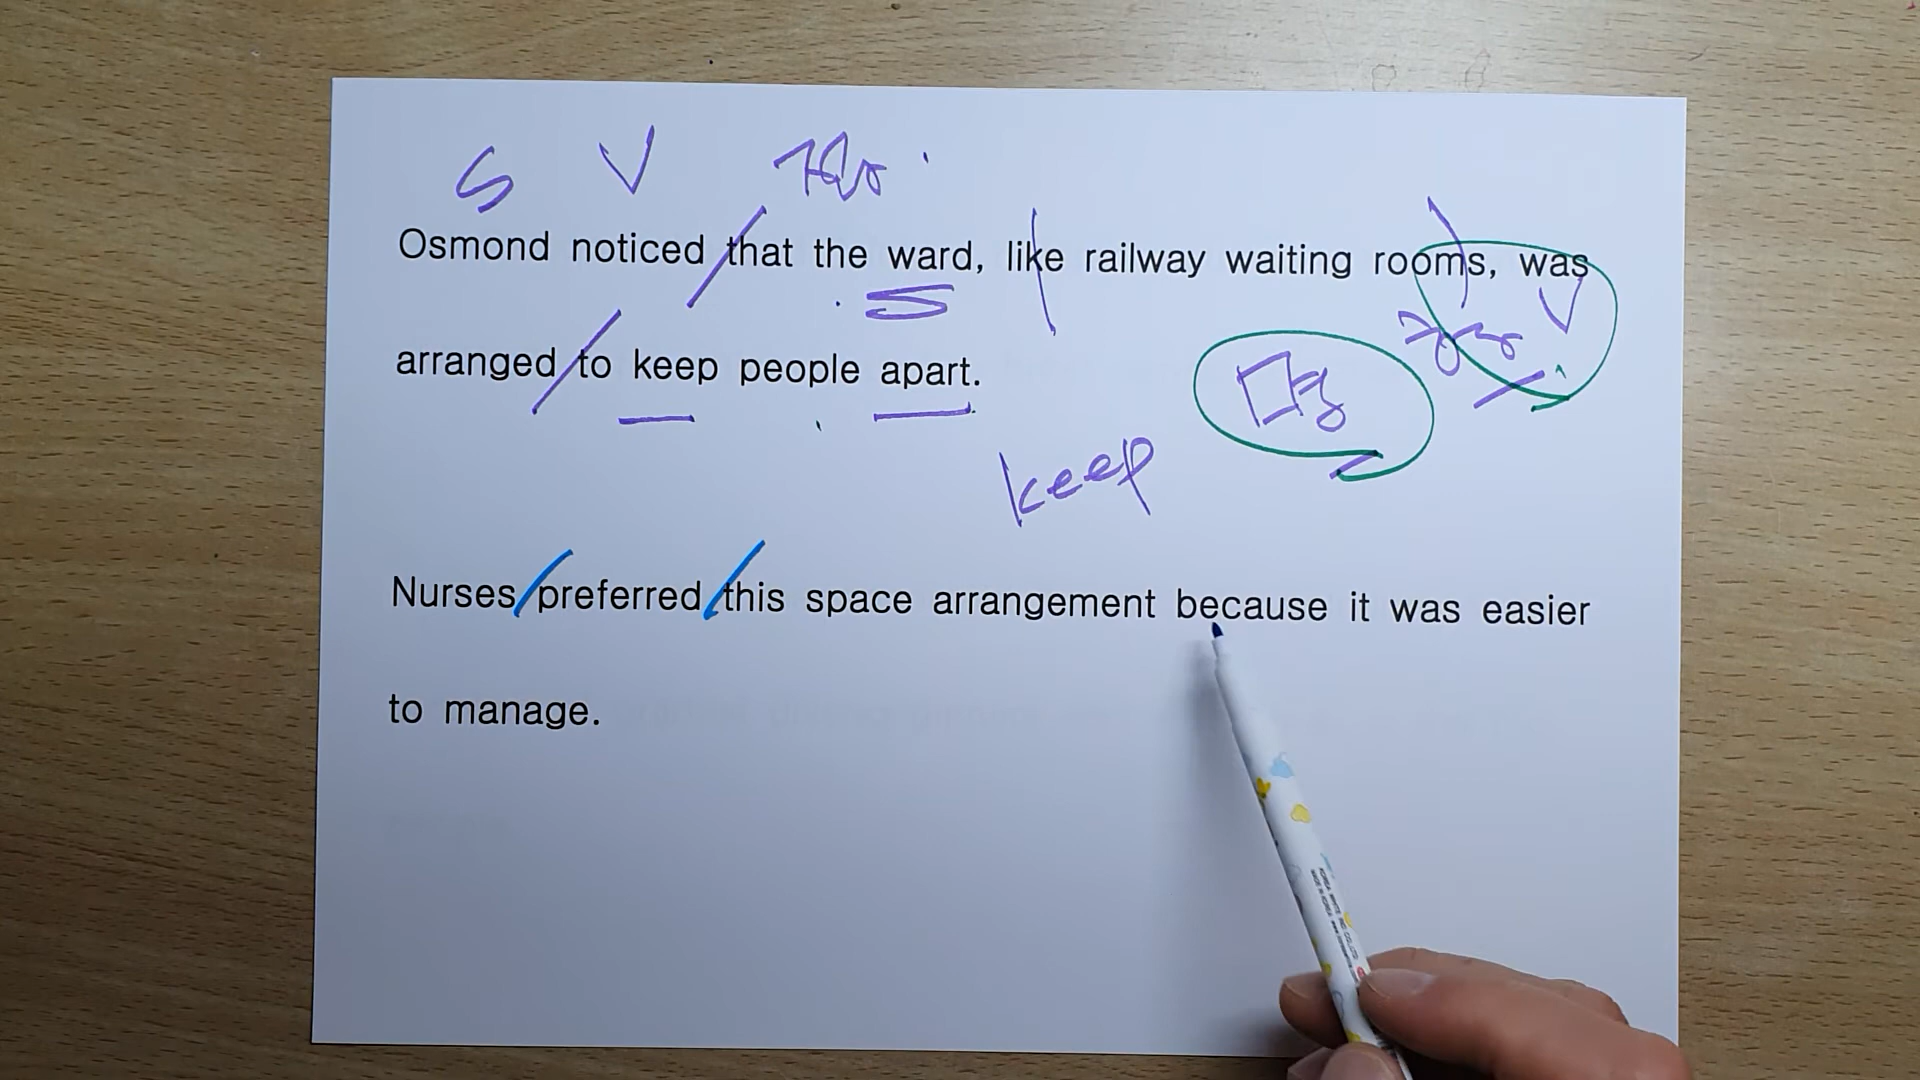 S V
Osmond noticed that the ward, like railway waiting rooms, was
V
arranged to keep people apart.
keep
Nurses preferred this space arrangement because it was easier
to manage.